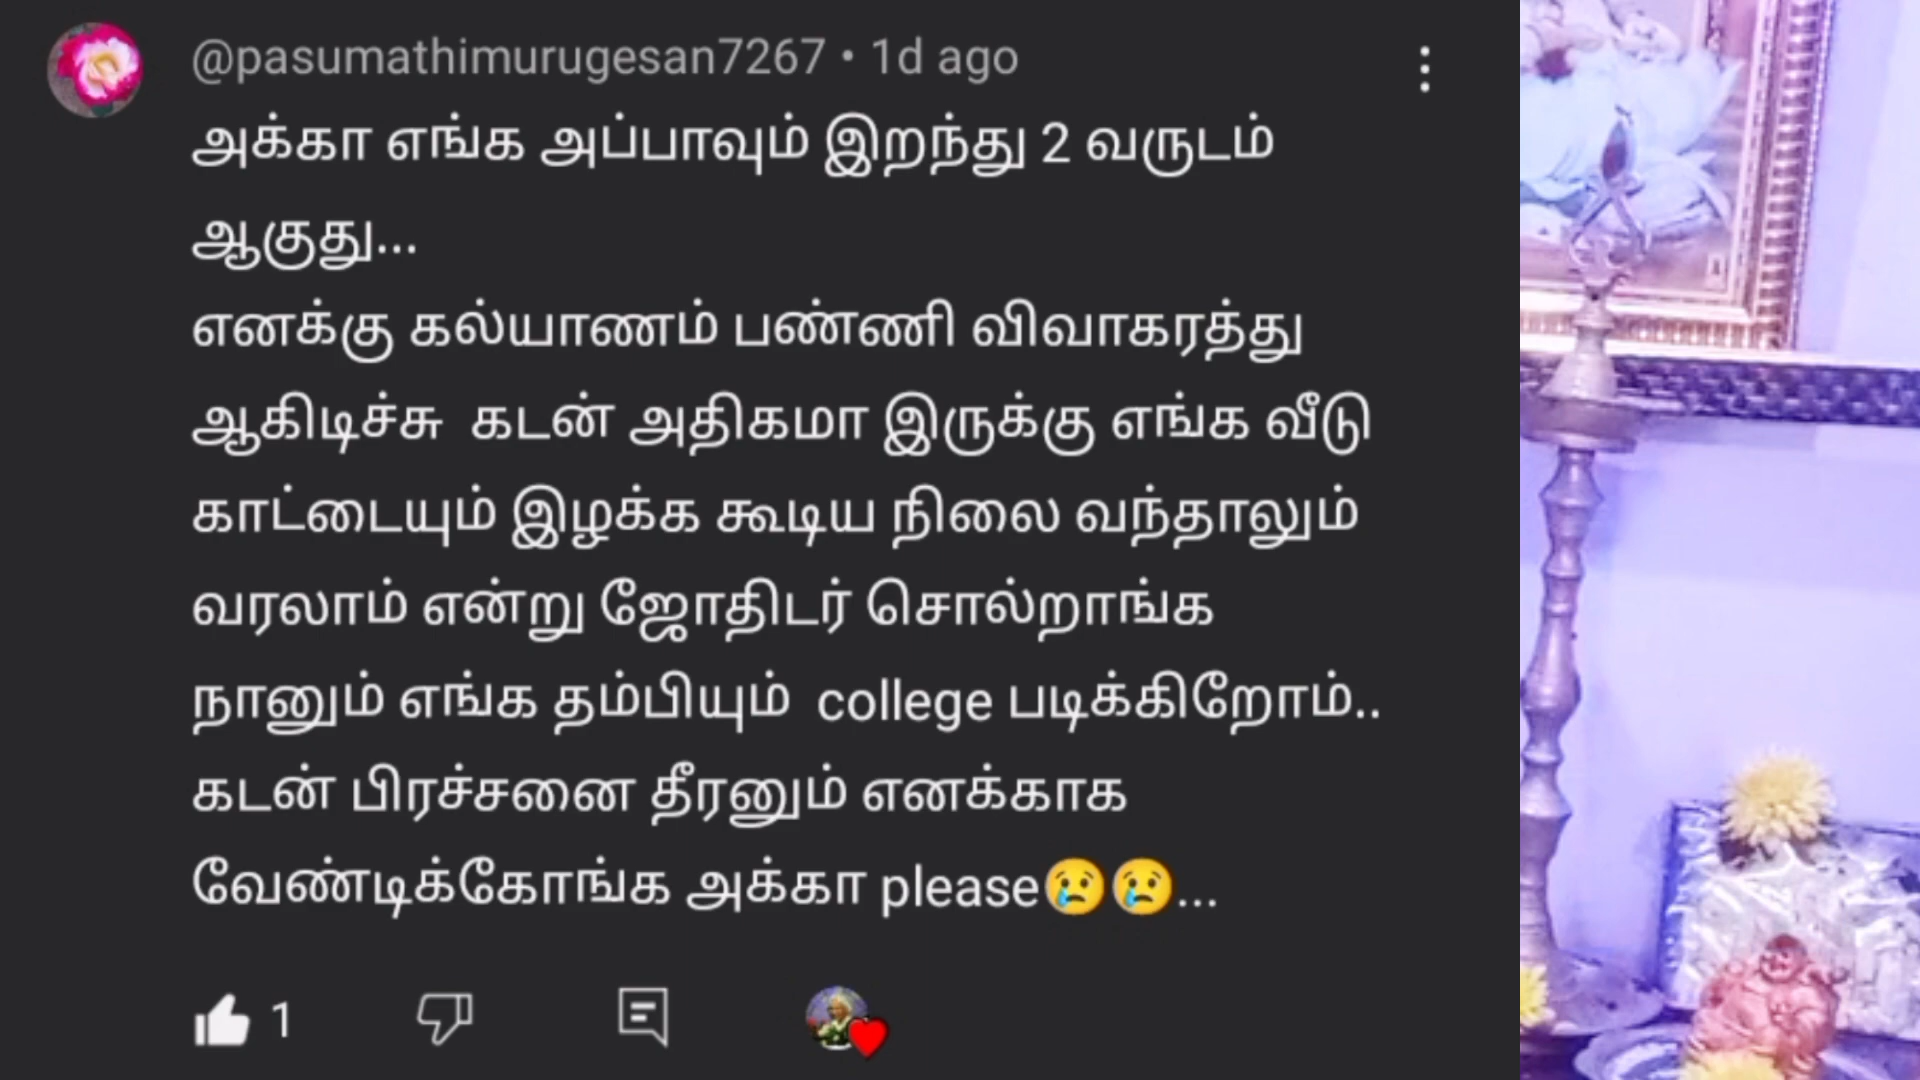 @pasumathimurugesan7267 • 1d ago
அக்கா எங்க அப்பாவும் இறந்து 2 வருடம்
ஆகுது...
எனக்கு கல்யாணம் பண்ணி விவாகரத்து
ஆகிடிச்சு கடன் அதிகமா இருக்கு எங்க வீடு
காட்டையும் இழக்க கூடிய நிலை வந்தாலும்
வரலாம் என்று ஜோதிடர் சொல்றாங்க
நானும் எங்க தம்பியும் college படிக்கிறோம்..
கடன் பிரச்சனை தீரனும் எனக்காக
வேண்டிக்கோங்க அக்கா please😢😢...
1